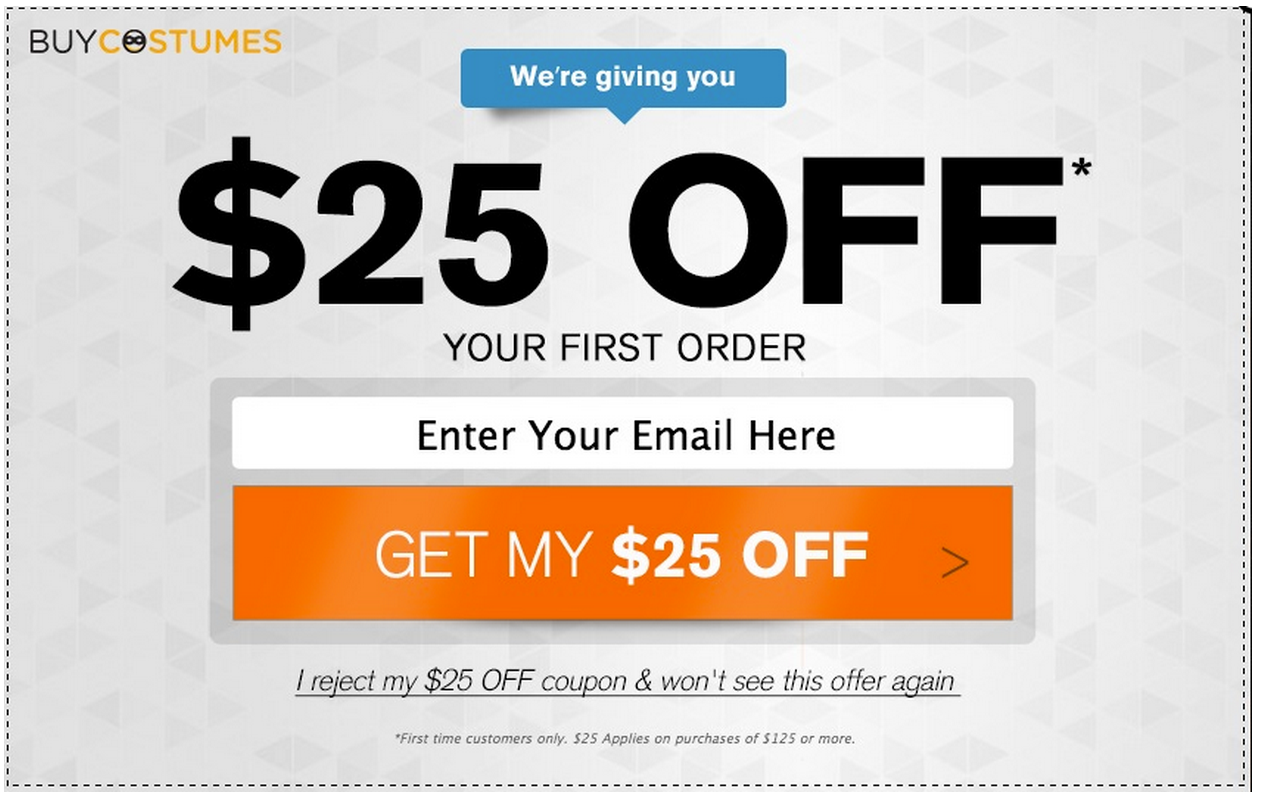 BUYCOSTUMES
We're giving you
$25 OFF*
YOUR FIRST ORDER
Enter Your Email Here
GET MY $25 OFF >
I reject my $25 OFF coupon & won't see this offer again
*First time customers only. $25 Applies on purchases of $125 or more.